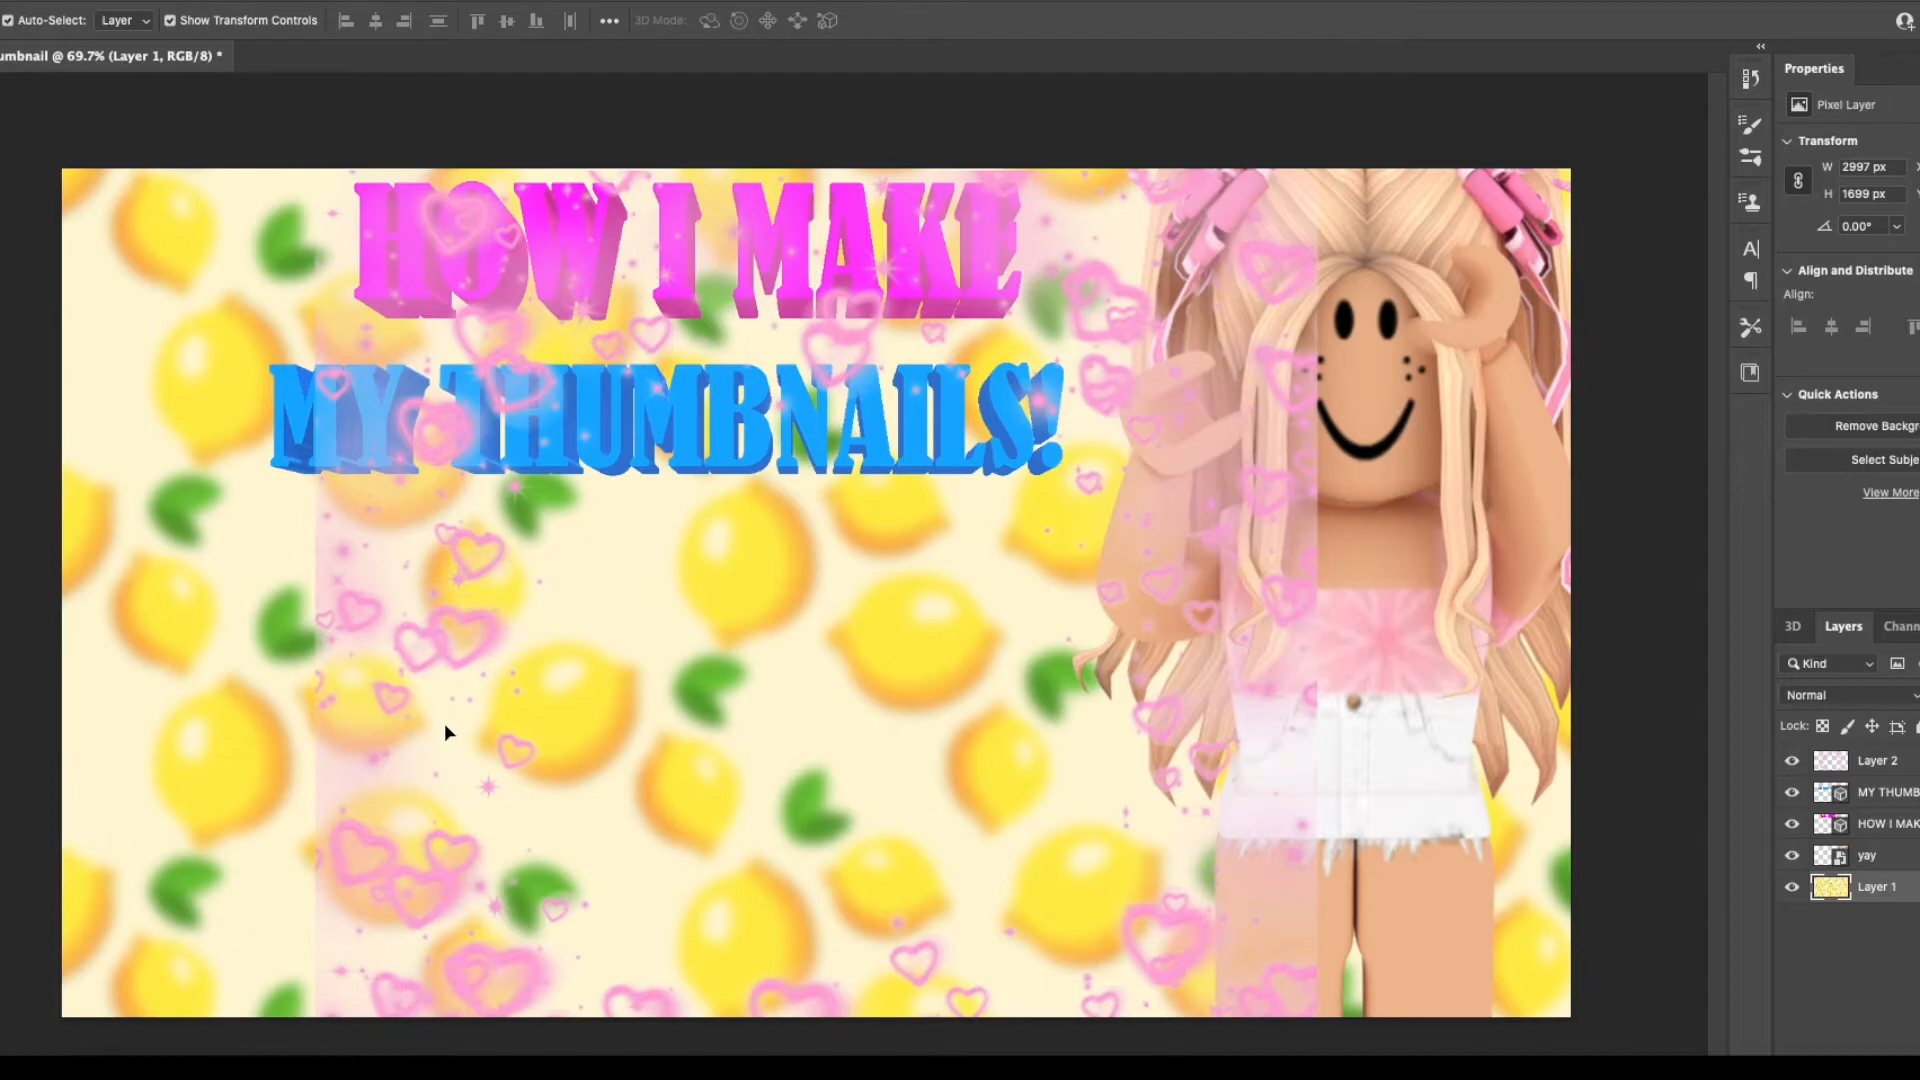 Auto-Select: Layer Show Transform Controls ••• 3D Mode:
umbnail @ 69.7% (Layer 1, RGB/8) *
HOW I MAKE
MY THUMBNAILS!
Properties
Pixel Layer
Transform
W 2997 px
H 1699 px
0.00°
Align and Distribute
Align:
Quick Actions
Remove Backgr
Select Subje
View More
3D Layers Chann
Kind
Normal
Lock:
Layer 2
MY THUMB
HOW I MAK
yay
Layer 1